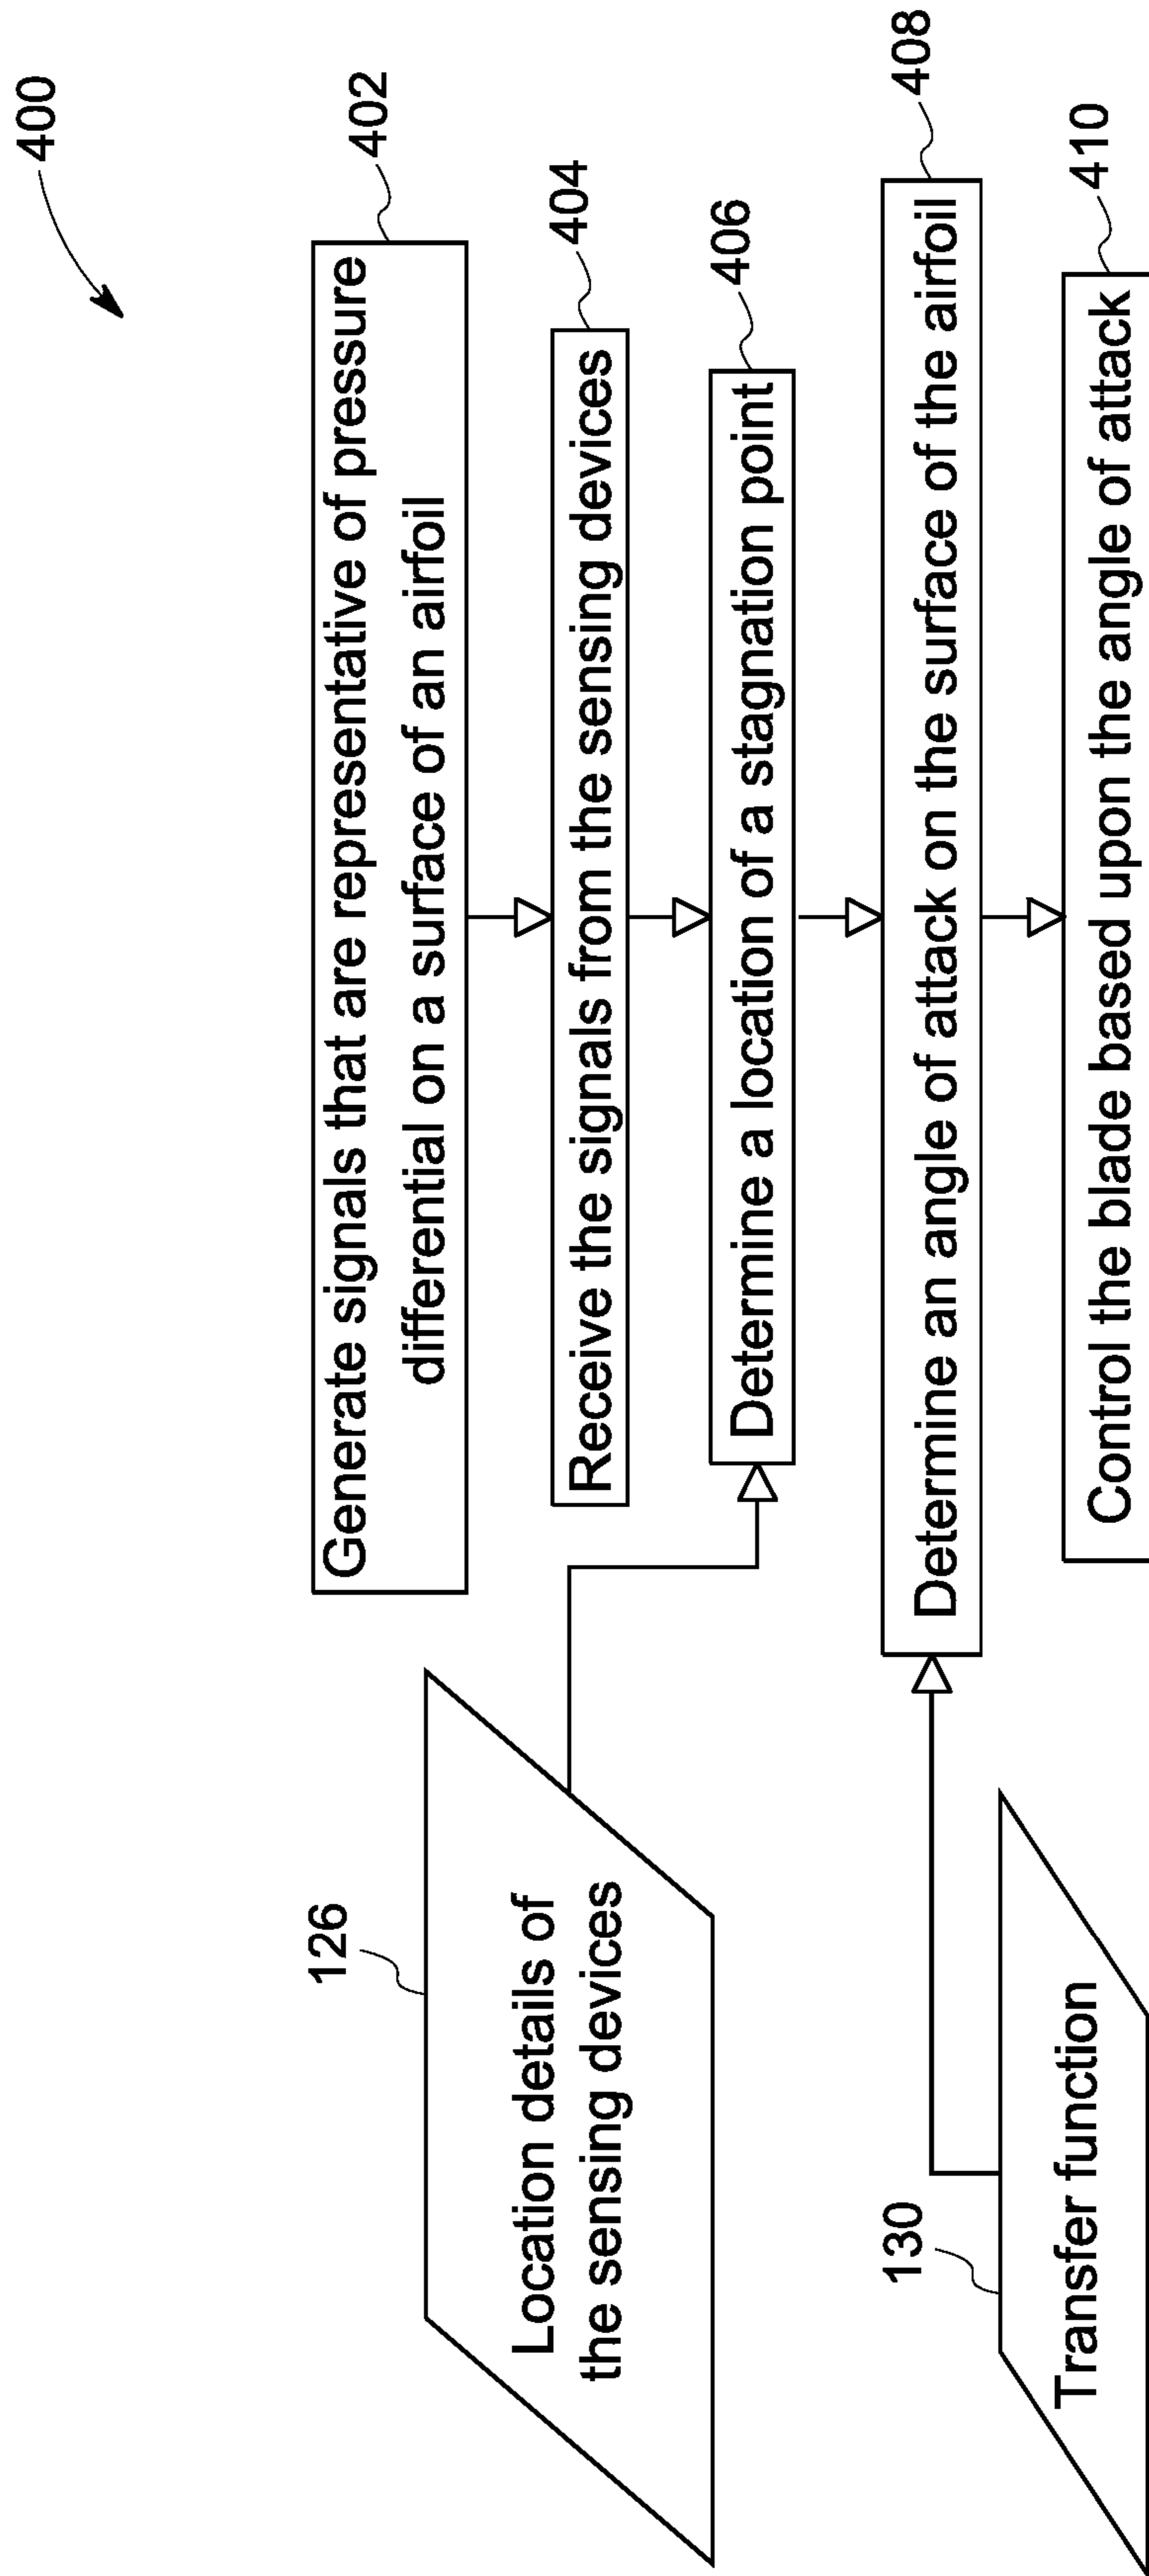 400
402
Generate signals that are representative of pressure
differential on a surface of an airfoil
404
Receive the signals from the sensing devices
126
Location details of
the sensing devices
406
Determine a location of a stagnation point
408
Determine an angle of attack on the surface of the airfoil
130
Transfer function
410
Control the blade based upon the angle of attack